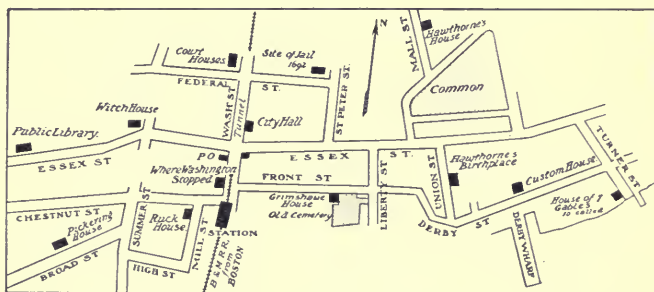 Court
Houses
Site of Jail
1692
N
MALL ST
Hawthorne's
House
FEDERAL
ST.
Witch House
WASH ST
Tunnel
City Hall
ST PETER ST.
Common
Public Library.
ESSEX ST
P O
ESSEX
ST.
TURNER ST
Where Washington
Stopped
FRONT ST
UNION ST
Hawthorne's
Birthplace
Custom House
CHESTNUT ST
SUMMER ST
Ruck
House
MILL ST
Grimshawe
House
Old Cemetery
LIBERTY ST
DERBY ST
House of 7
Gables
so called
Pickering
House
STATION
BROAD ST
HIGH ST
B & M RR.
from
BOSTON
DERBY WHARF